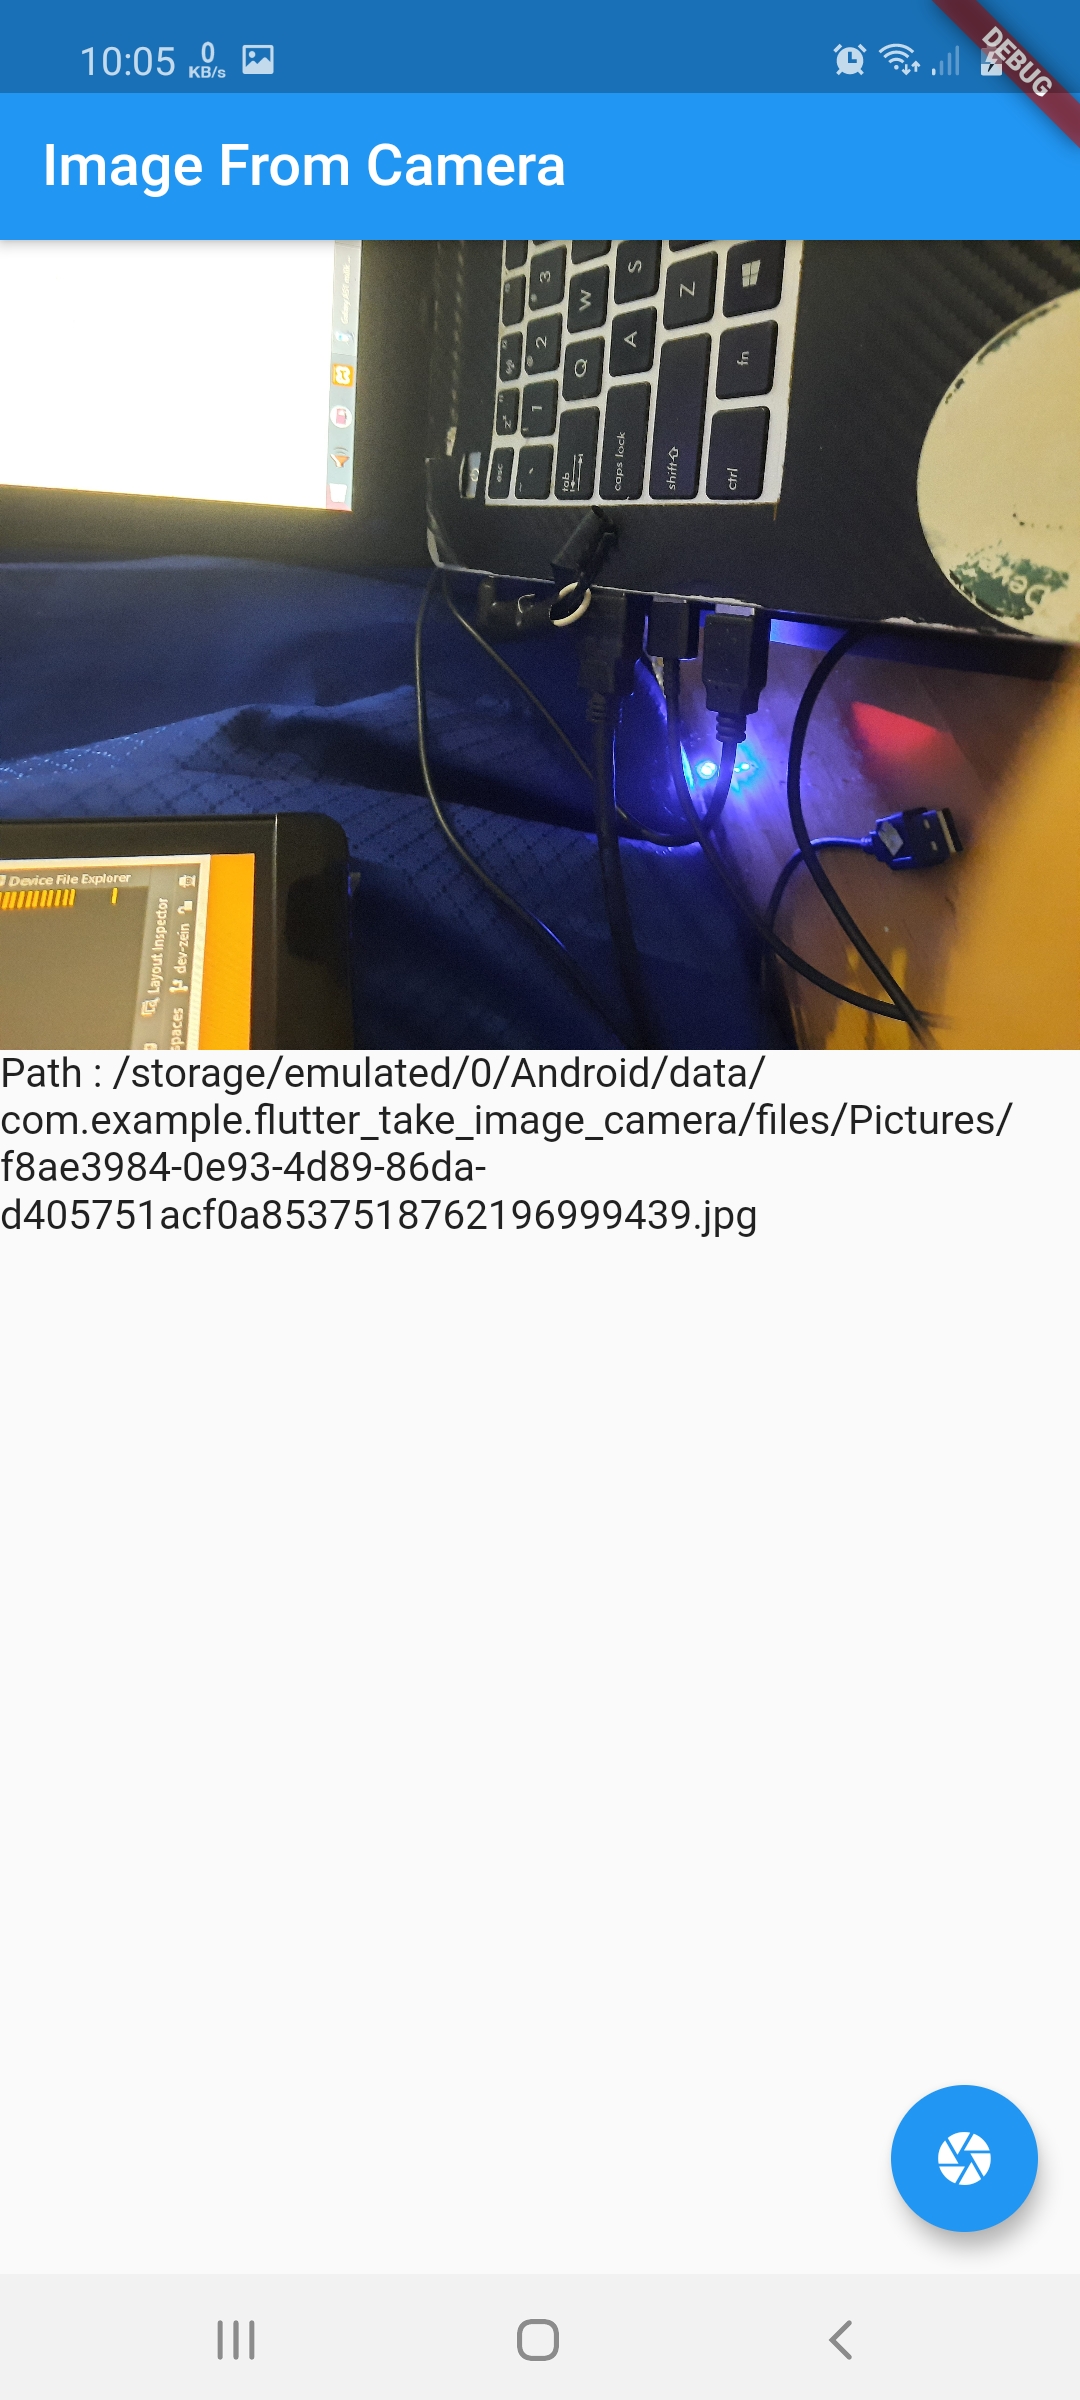 10:05
0
KB/s
DEBUG
Image From Camera
esc
1
2
3
tab
Q
W
caps lock
A
S
shift
Z
ctrl
fn
Device File Explorer
Layout Inspector
spaces
dev-zein
Path : /storage/emulated/0/Android/data/
com.example.flutter_take_image_camera/files/Pictures/
f8ae3984-0e93-4d89-86da-
d405751acf0a8537518762196999439.jpg